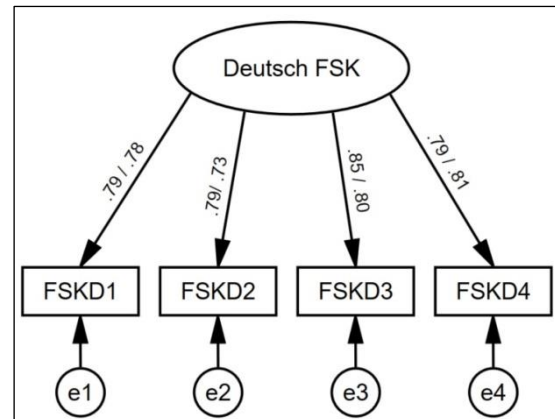 Deutsch FSK
.79 / .78
.79/ .73
.85 / .80
.79 / .81
FSKD1
FSKD2
FSKD3
FSKD4
e1
e2
e3
e4